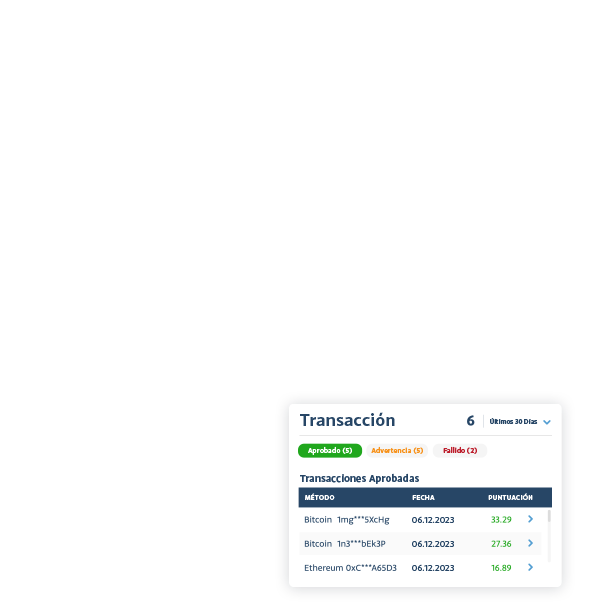 Transacción 6 Últimos 30 Días
Aprobado (5) Advertencia (5) Fallido (2)
Transacciones Aprobadas
MÉTODO FECHA PUNTUACIÓN
Bitcoin 1mg***5XcHg 06.12.2023 33.29
Bitcoin 1n3***bEk3P 06.12.2023 27.36
Ethereum 0xC***A65D3 06.12.2023 16.89